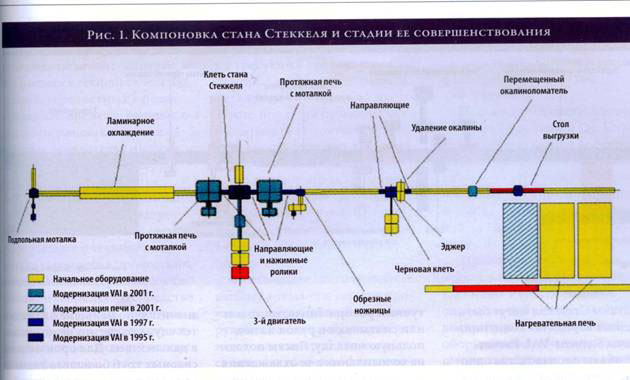 Рис. 1. Компоновка стана Стеккеля и стадии ее совершенствования
Клеть стана
Стеккеля
Протяжная печь
с моталкой
Перемещенный
окалиноломатель
Направляющие
Ламинарное
охлаждение
Удаление окалины
Стол
выгрузки
Подпольная моталка
Протяжная печь
с моталкой
Направляющие
и нажимные
ролики
Эджер
Черновая клеть
Обрезные
ножницы
3-й двигатель
Нагревательная печь
Начальное оборудование
Модернизация VAI в 2001 г.
Модернизация печи в 2001 г.
Модернизация VAI в 1997 г.
Модернизация VAI в 1995 г.